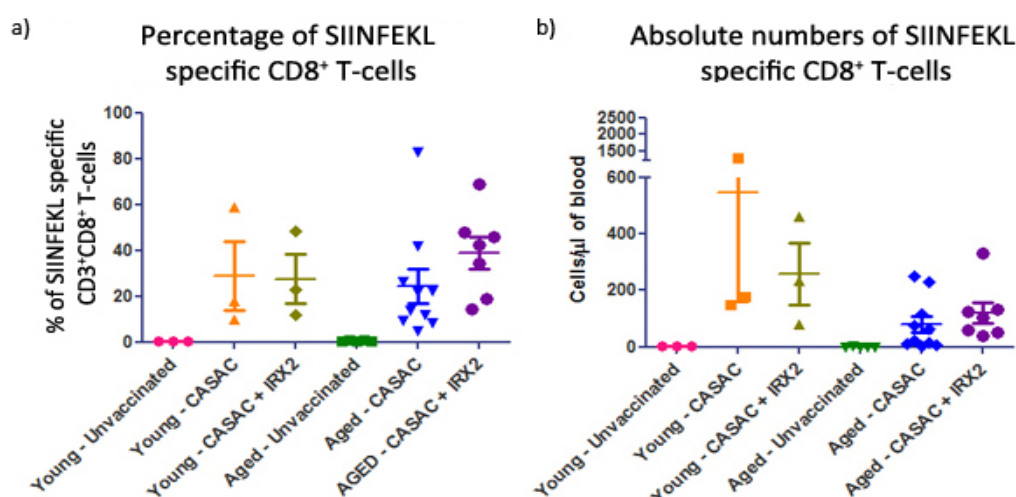 a)
Percentage of SIINFEKL
specific CD8⁺ T-cells
% of SIINFEKL specific
CD3⁺CD8⁺ T-cells
100
80
60
40
20
0
Young - Unvaccinated
Young - CASAC
Young - CASAC + IRX2
Aged - Unvaccinated
Aged - CASAC
AGED - CASAC + IRX2
b)
Absolute numbers of SIINFEKL
specific CD8⁺ T-cells
Cells/µl of blood
2500
2000
1500
600
400
200
0
Young - Unvaccinated
Young - CASAC
Young - CASAC + IRX2
Aged - Unvaccinated
Aged - CASAC
Aged - CASAC + IRX2